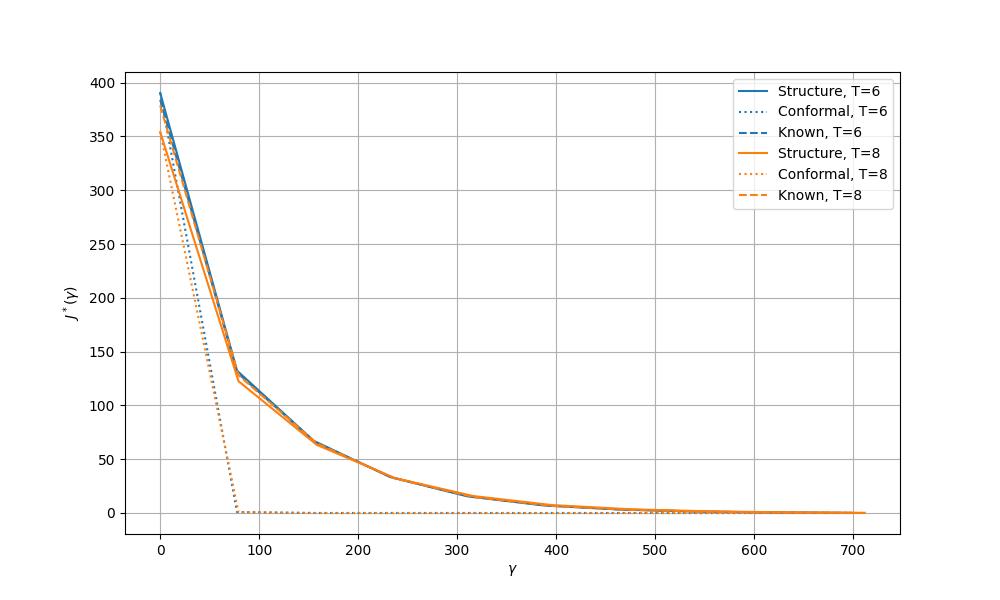 400
350
300
250
200
150
100
50
0
J*(γ)
0 100 200 300 400 500 600 700
γ
Structure, T=6
Conformal, T=6
Known, T=6
Structure, T=8
Conformal, T=8
Known, T=8